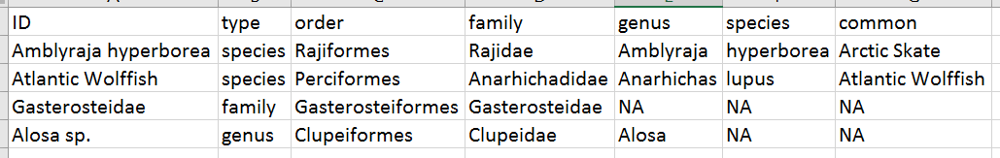 ID type order family genus species common
Amblyraja hyperborea species Rajiformes Rajidae Amblyraja hyperborea Arctic Skate
Atlantic Wolffish species Perciformes Anarhichadidae Anarhichas lupus Atlantic Wolffish
Gasterosteidae family Gasterosteiformes Gasterosteidae NA NA NA
Alosa sp. genus Clupeiformes Clupeidae Alosa NA NA